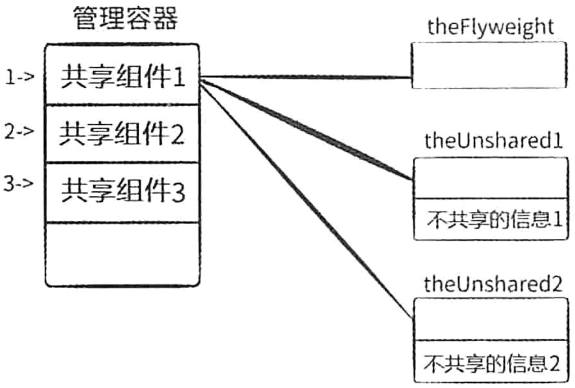 管理容器
1->
共享组件1
2->
共享组件2
3->
共享组件3
theFlyweight
theUnshared1
不共享的信息1
theUnshared2
不共享的信息2